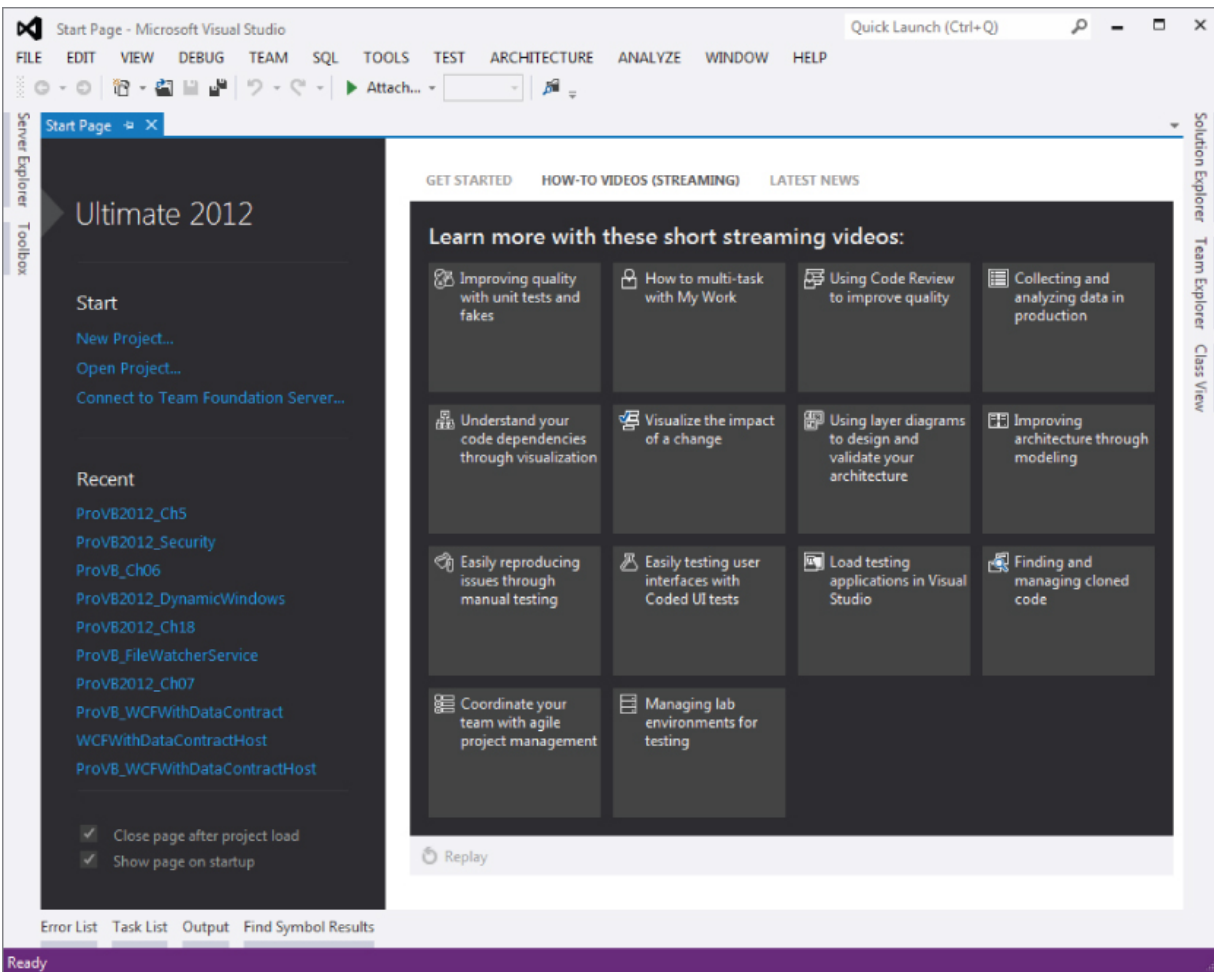 Start Page - Microsoft Visual Studio
Quick Launch (Ctrl+Q)
FILE EDIT VIEW DEBUG TEAM SQL TOOLS TEST ARCHITECTURE ANALYZE WINDOW HELP
Attach...
Server Explorer
Toolbox
Start Page
Ultimate 2012
Start
New Project...
Open Project...
Connect to Team Foundation Server...
Recent
ProVB2012_Ch5
ProVB2012_Security
ProVB_Ch06
ProVB2012_DynamicWindows
ProVB2012_Ch18
ProVB_FileWatcherService
ProVB2012_Ch07
ProVB_WCFWithDataContract
WCFWithDataContractHost
ProVB_WCFWithDataContractHost
Close page after project load
Show page on startup
GET STARTED HOW-TO VIDEOS (STREAMING) LATEST NEWS
Learn more with these short streaming videos:
Improving quality
with unit tests and
fakes
How to multi-task
with My Work
Using Code Review
to improve quality
Collecting and
analyzing data in
production
Understand your
code dependencies
through visualization
Visualize the impact
of a change
Using layer diagrams
to design and
validate your
architecture
Improving
architecture through
modeling
Easily reproducing
issues through
manual testing
Easily testing user
interfaces with
Coded UI tests
Load testing
applications in Visual
Studio
Finding and
managing cloned
code
Coordinate your
team with agile
project management
Managing lab
environments for
testing
Replay
Solution Explorer
Team Explorer
Class View
Error List Task List Output Find Symbol Results
Ready